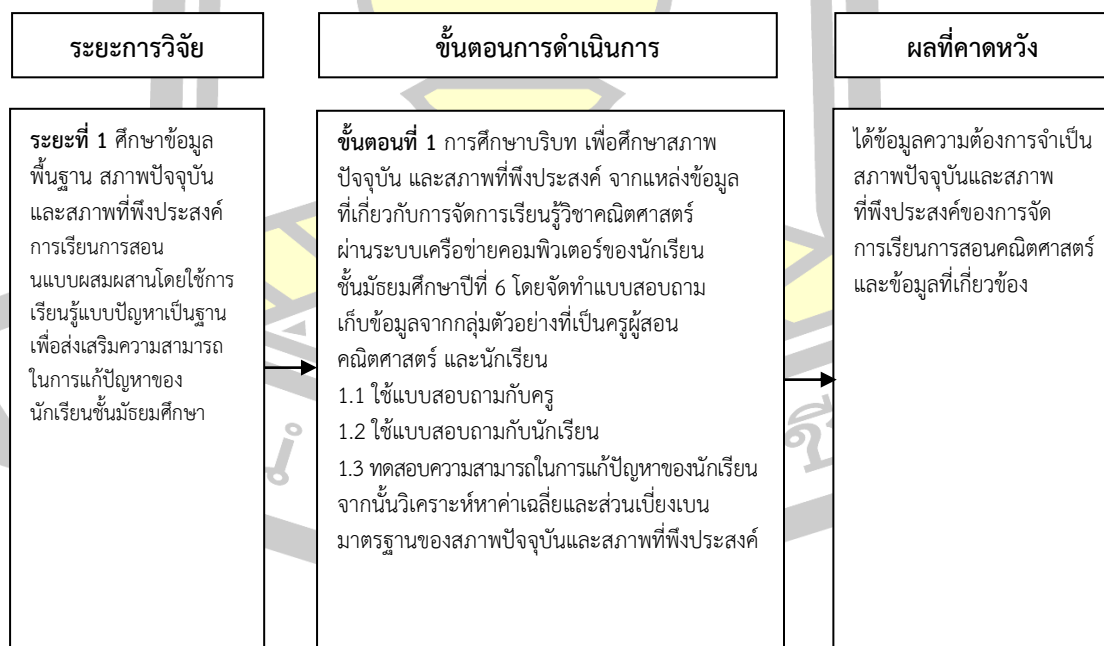 ระยะการวิจัย
ขั้นตอนการดำเนินการ
ผลที่คาดหวัง
ระยะที่ 1 ศึกษาข้อมูล
พื้นฐาน สภาพปัจจุบัน
และสภาพที่พึงประสงค์
การเรียนการสอน
นแบบผสมผสานโดยใช้การ
เรียนรู้แบบปัญหาเป็นฐาน
เพื่อส่งเสริมความสามารถ
ในการแก้ปัญหาของ
นักเรียนชั้นมัธยมศึกษา
ขั้นตอนที่ 1 การศึกษาบริบท เพื่อศึกษาสภาพ
ปัจจุบัน และสภาพที่พึงประสงค์ จากแหล่งข้อมูล
ที่เกี่ยวกับการจัดการเรียนรู้วิชาคณิตศาสตร์
ผ่านระบบเครือข่ายคอมพิวเตอร์ของนักเรียน
ชั้นมัธยมศึกษาปีที่ 6 โดยจัดทำแบบสอบถาม
เก็บข้อมูลจากกลุ่มตัวอย่างที่เป็นครูผู้สอน
คณิตศาสตร์ และนักเรียน
1.1 ใช้แบบสอบถามกับครู
1.2 ใช้แบบสอบถามกับนักเรียน
1.3 ทดสอบความสามารถในการแก้ปัญหาของนักเรียน
จากนั้นวิเคราะห์หาค่าเฉลี่ยและส่วนเบี่ยงเบน
มาตรฐานของสภาพปัจจุบันและสภาพที่พึงประสงค์
ได้ข้อมูลความต้องการจำเป็น
สภาพปัจจุบันและสภาพ
ที่พึงประสงค์ของการจัด
การเรียนการสอนคณิตศาสตร์
และข้อมูลที่เกี่ยวข้อง